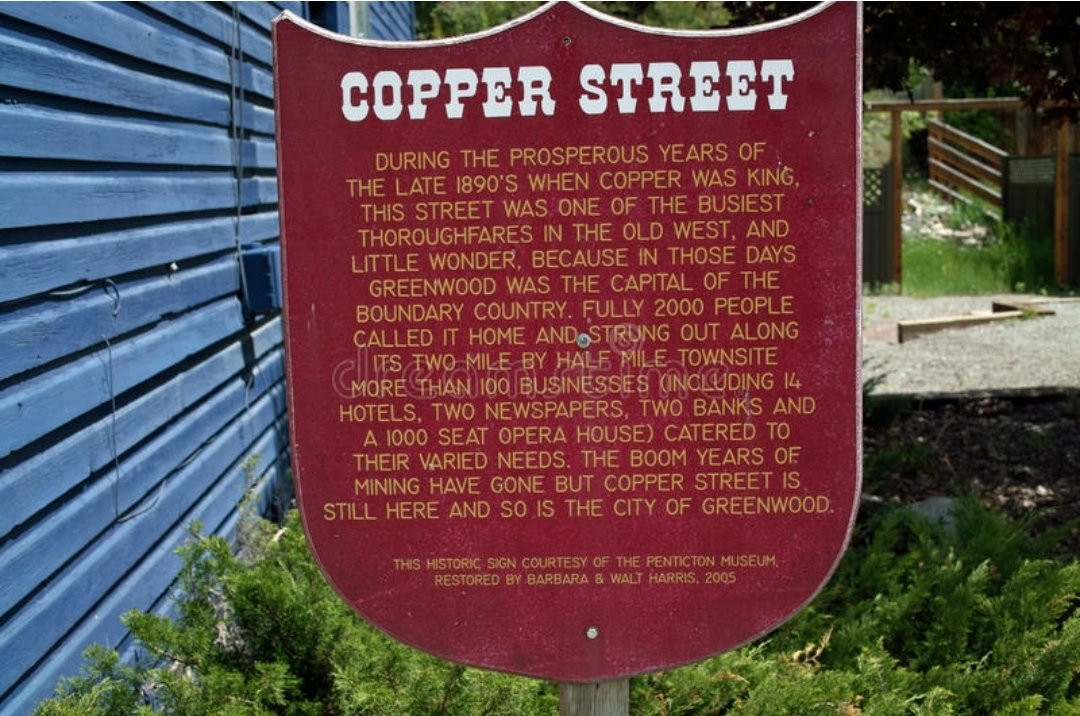 COPPER STREET
DURING THE PROSPEROUS YEARS OF
THE LATE 1890'S WHEN COPPER WAS KING,
THIS STREET WAS ONE OF THE BUSIEST
THOROUGHFARES IN THE OLD WEST, AND
LITTLE WONDER, BECAUSE IN THOSE DAYS
GREENWOOD WAS THE CAPITAL OF THE
BOUNDARY COUNTRY. FULLY 2000 PEOPLE
CALLED IT HOME AND STRUNG OUT ALONG
ITS TWO MILE BY HALF MILE TOWNSITE
MORE THAN 100 BUSINESSES (INCLUDING 14
HOTELS, TWO NEWSPAPERS, TWO BANKS AND
A 1000 SEAT OPERA HOUSE) CATERED TO
THEIR VARIED NEEDS. THE BOOM YEARS OF
MINING HAVE GONE BUT COPPER STREET IS
STILL HERE AND SO IS THE CITY OF GREENWOOD.
THIS HISTORIC SIGN COURTESY OF THE PENTICTON MUSEUM,
RESTORED BY BARBARA & WALT HARRIS, 2005
dreamstime